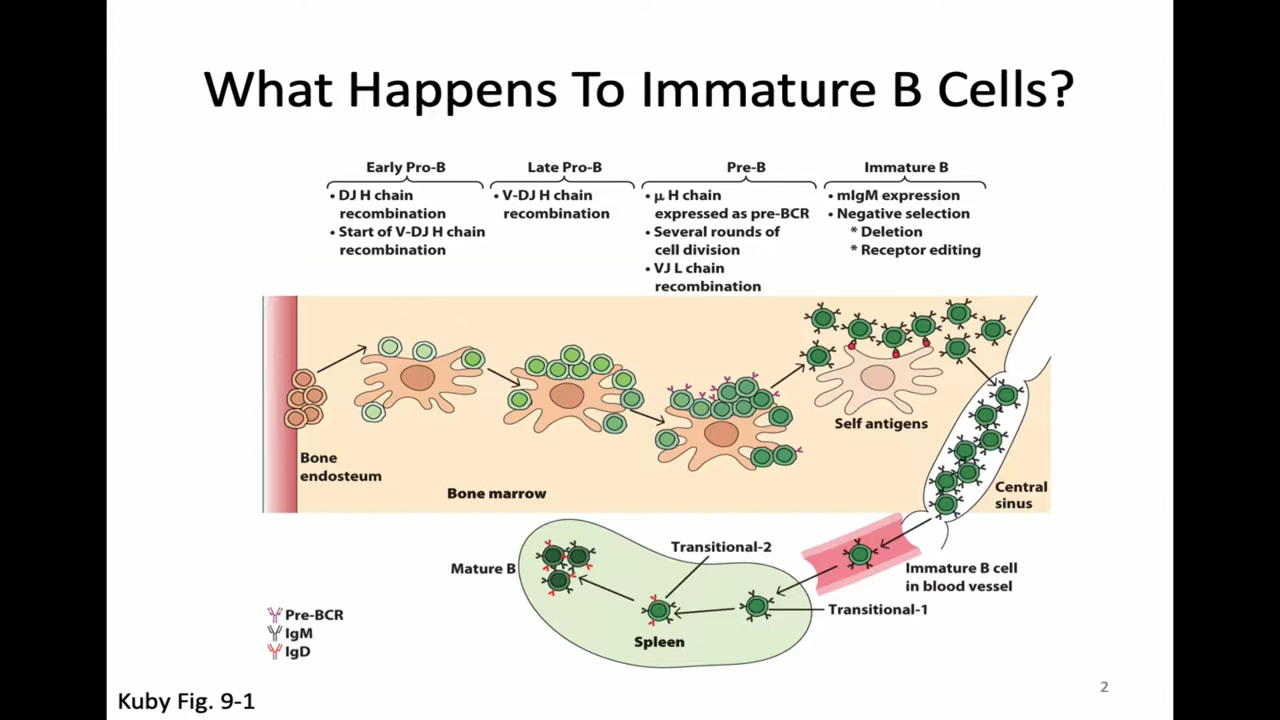 What Happens To Immature B Cells?
Early Pro-B
• DJ H chain
recombination
• Start of V-DJ H chain
recombination
Late Pro-B
• V-DJ H chain
recombination
Pre-B
• μ H chain
expressed as pre-BCR
• Several rounds of
cell division
• VJ L chain
recombination
Immature B
• mIgM expression
• Negative selection
* Deletion
* Receptor editing
Self antigens
Bone
endosteum
Bone marrow
Central
sinus
Transitional-2
Mature B
Immature B cell
in blood vessel
Transitional-1
Spleen
Pre-BCR
IgM
IgD
2
Kuby Fig. 9-1